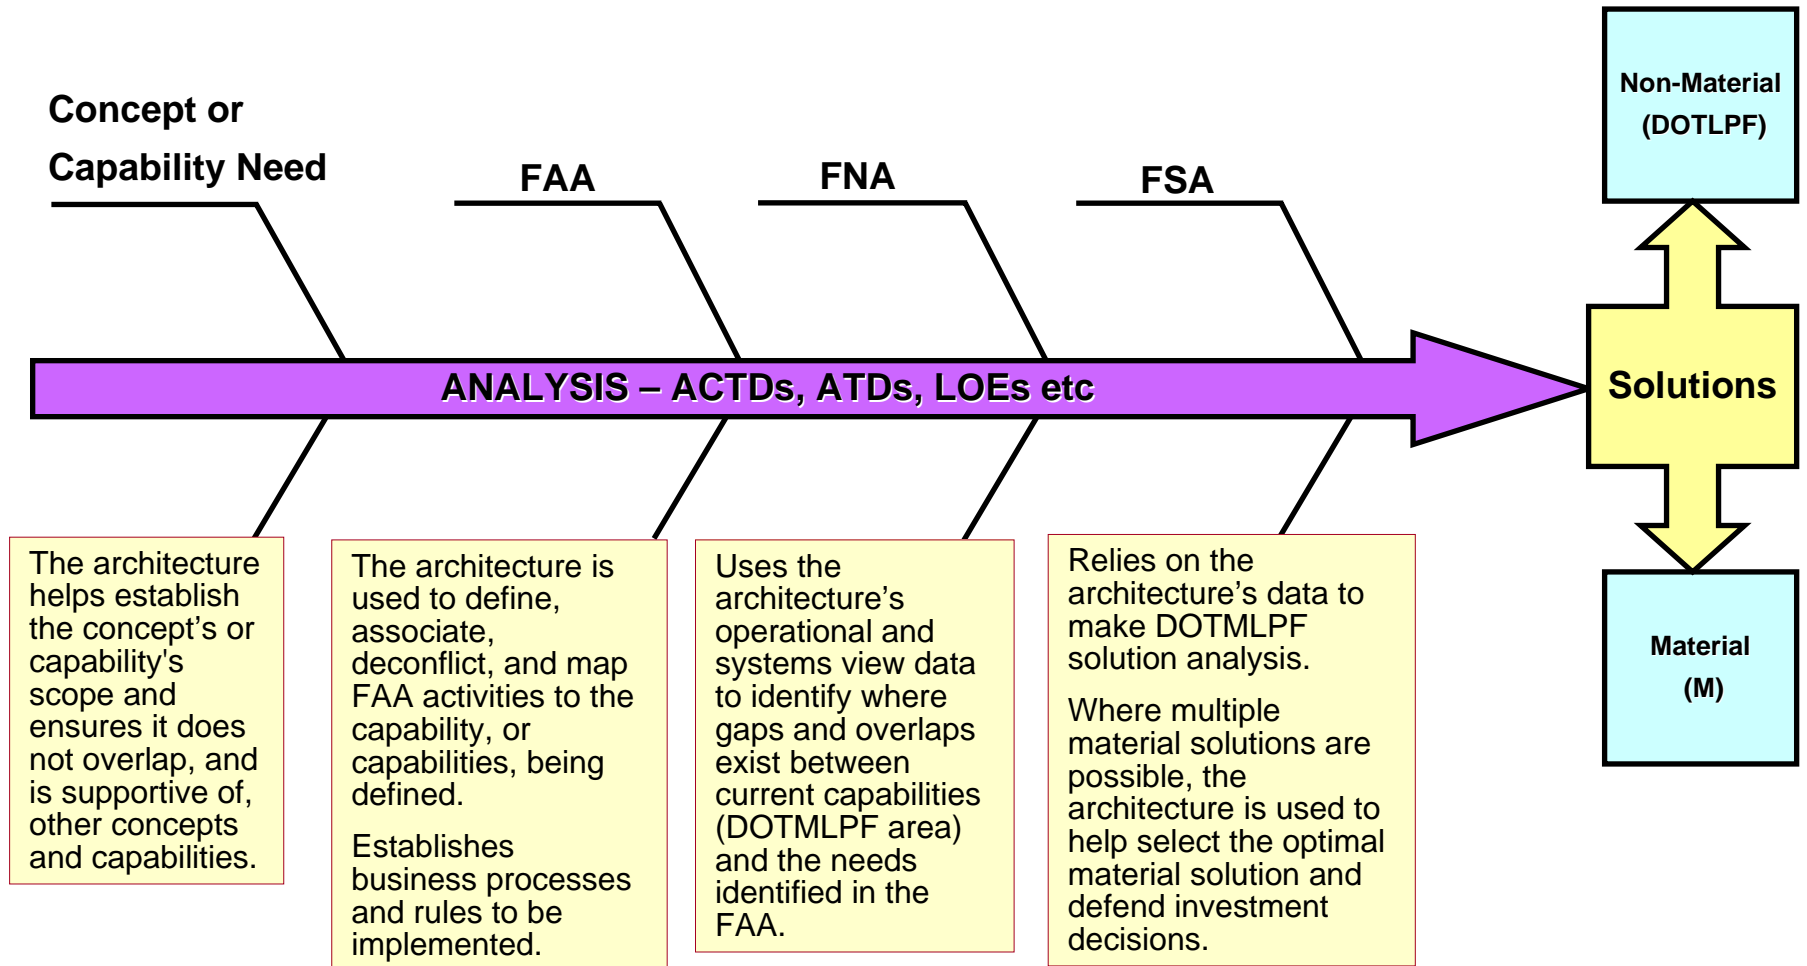 Concept or
Capability Need
FAA
FNA
FSA
Non-Material
(DOTLPF)
ANALYSIS – ACTDs, ATDs, LOEs etc
Solutions
The architecture
helps establish
the concept’s or
capability's
scope and
ensures it does
not overlap, and
is supportive of,
other concepts
and capabilities.
The architecture is
used to define,
associate,
deconflict, and map
FAA activities to the
capability, or
capabilities, being
defined.
Establishes
business processes
and rules to be
implemented.
Uses the
architecture’s
operational and
systems view data
to identify where
gaps and overlaps
exist between
current capabilities
(DOTMLPF area)
and the needs
identified in the
FAA.
Relies on the
architecture’s data to
make DOTMLPF
solution analysis.
Where multiple
material solutions are
possible, the
architecture is used to
help select the optimal
material solution and
defend investment
decisions.
Material
(M)